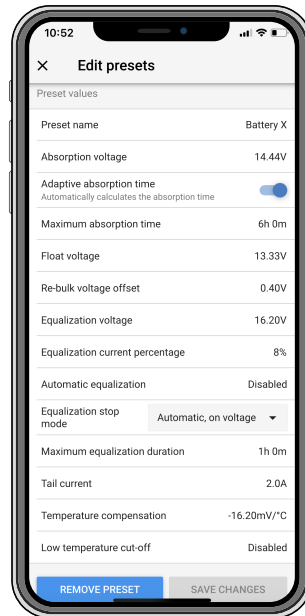 10:52
Edit presets
Preset values
Preset name Battery X
Absorption voltage 14.44V
Adaptive absorption time
Automatically calculates the absorption time
Maximum absorption time 6h 0m
Float voltage 13.33V
Re-bulk voltage offset 0.40V
Equalization voltage 16.20V
Equalization current percentage 8%
Automatic equalization Disabled
Equalization stop
mode
Automatic, on voltage
Maximum equalization duration 1h 0m
Tail current 2.0A
Temperature compensation -16.20mV/°C
Low temperature cut-off Disabled
REMOVE PRESET SAVE CHANGES